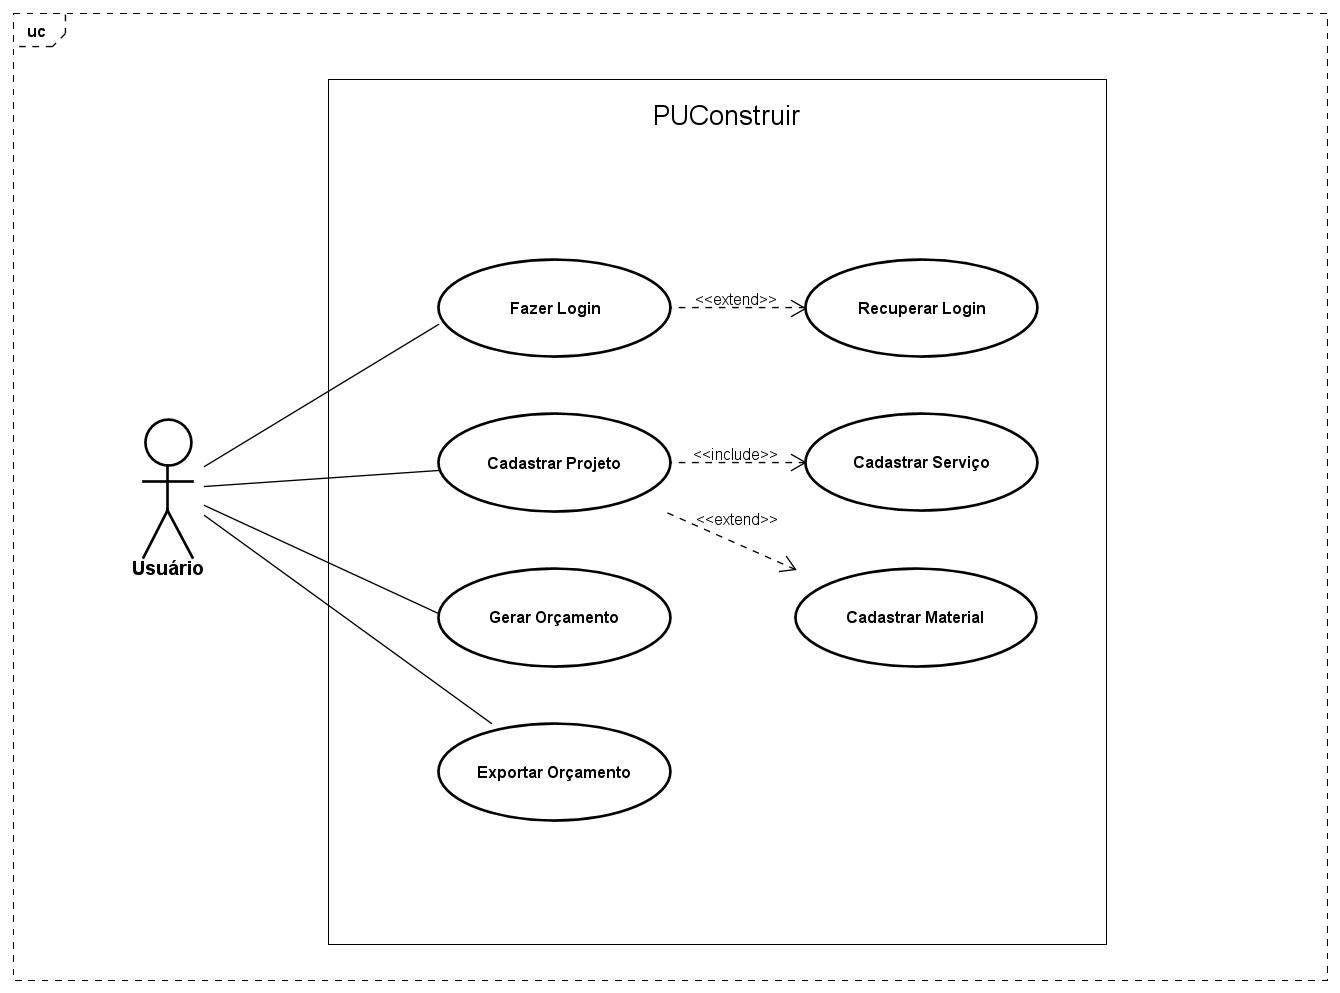 uc
PUConstruir
Fazer Login
<<extend>>
Recuperar Login
Cadastrar Projeto
<<include>>
Cadastrar Serviço
<<extend>>
Usuário
Gerar Orçamento
Cadastrar Material
Exportar Orçamento